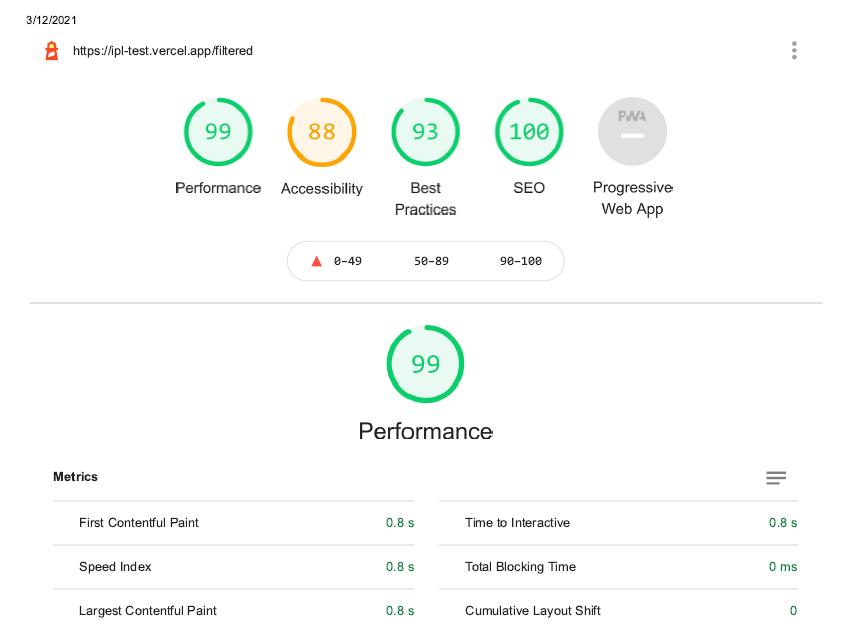 3/12/2021
https://ipl-test.vercel.app/filtered
99 88 93 100 PWA
Performance Accessibility Best Practices SEO Progressive Web App
0–49 50–89 90–100
99
Performance
Metrics
First Contentful Paint 0.8 s
Time to Interactive 0.8 s
Speed Index 0.8 s
Total Blocking Time 0 ms
Largest Contentful Paint 0.8 s
Cumulative Layout Shift 0